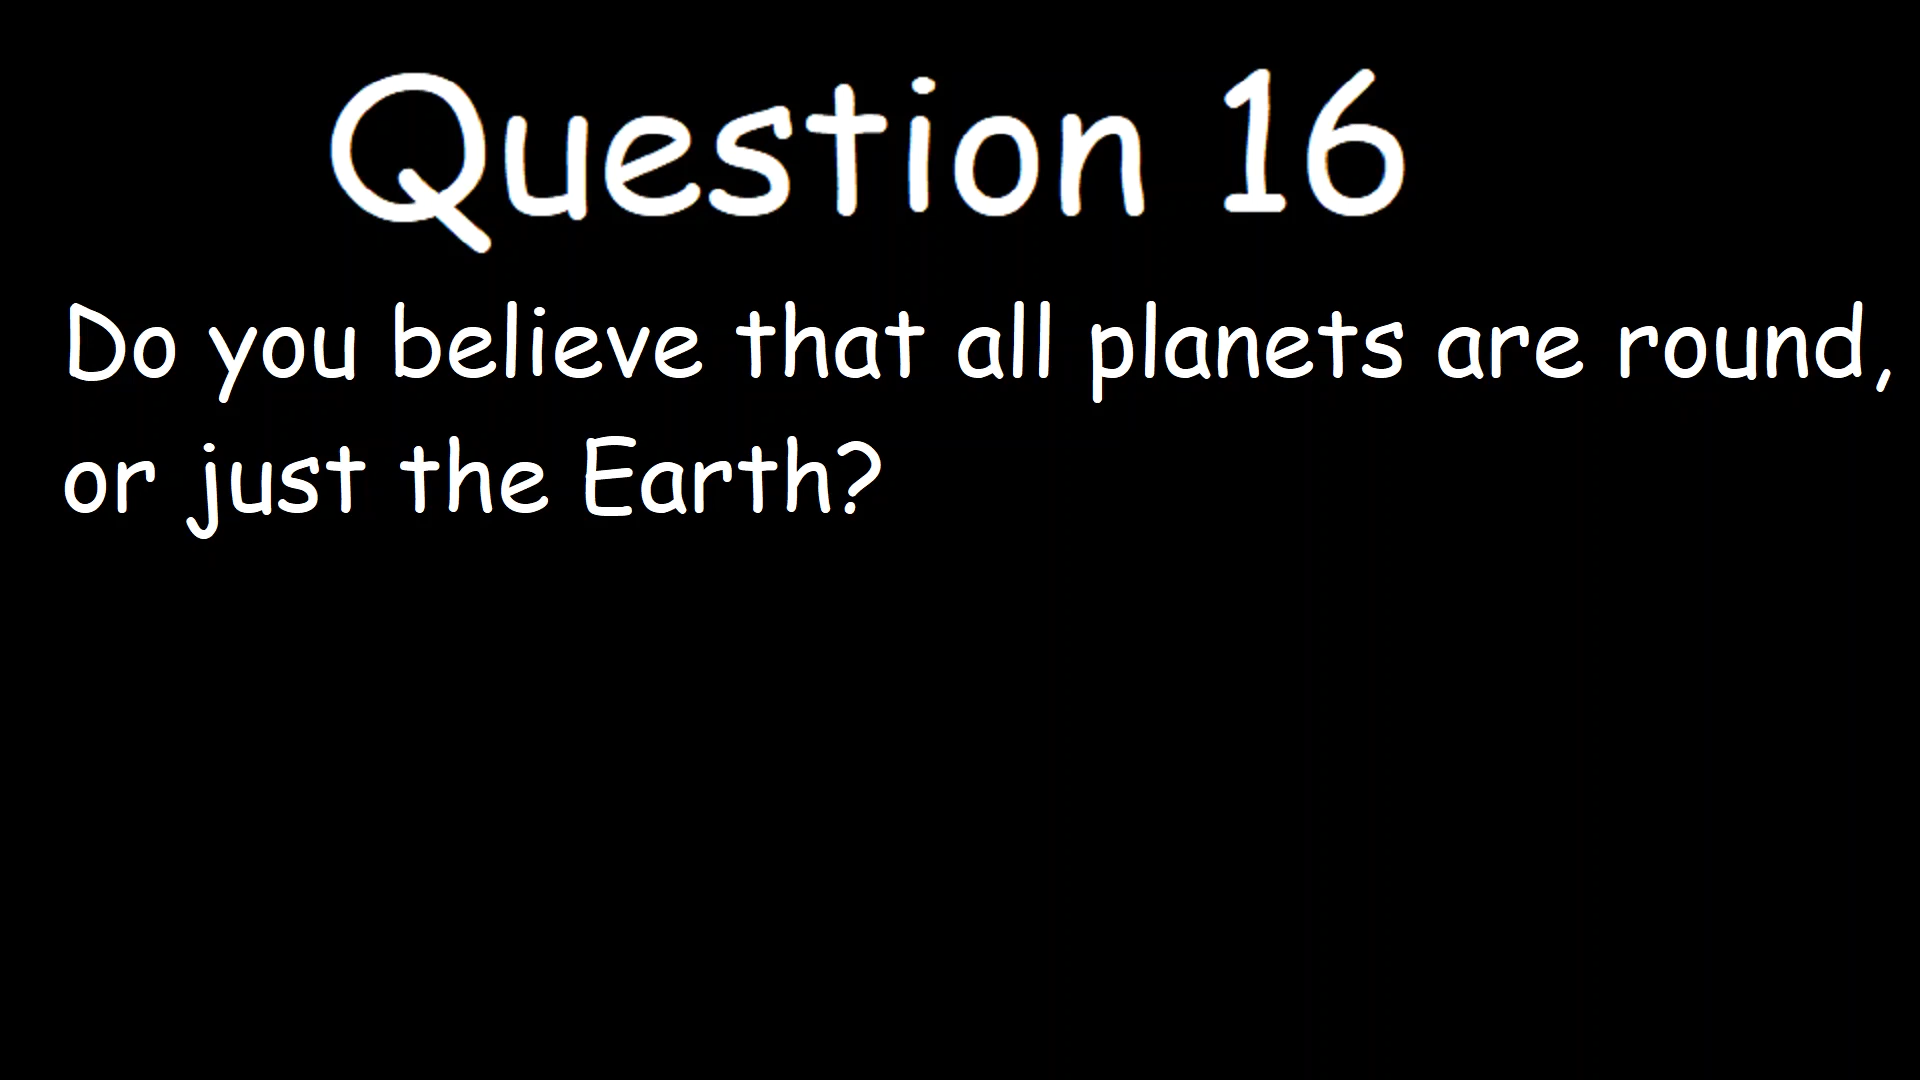 Question 16
Do you believe that all planets are round,
or just the Earth?